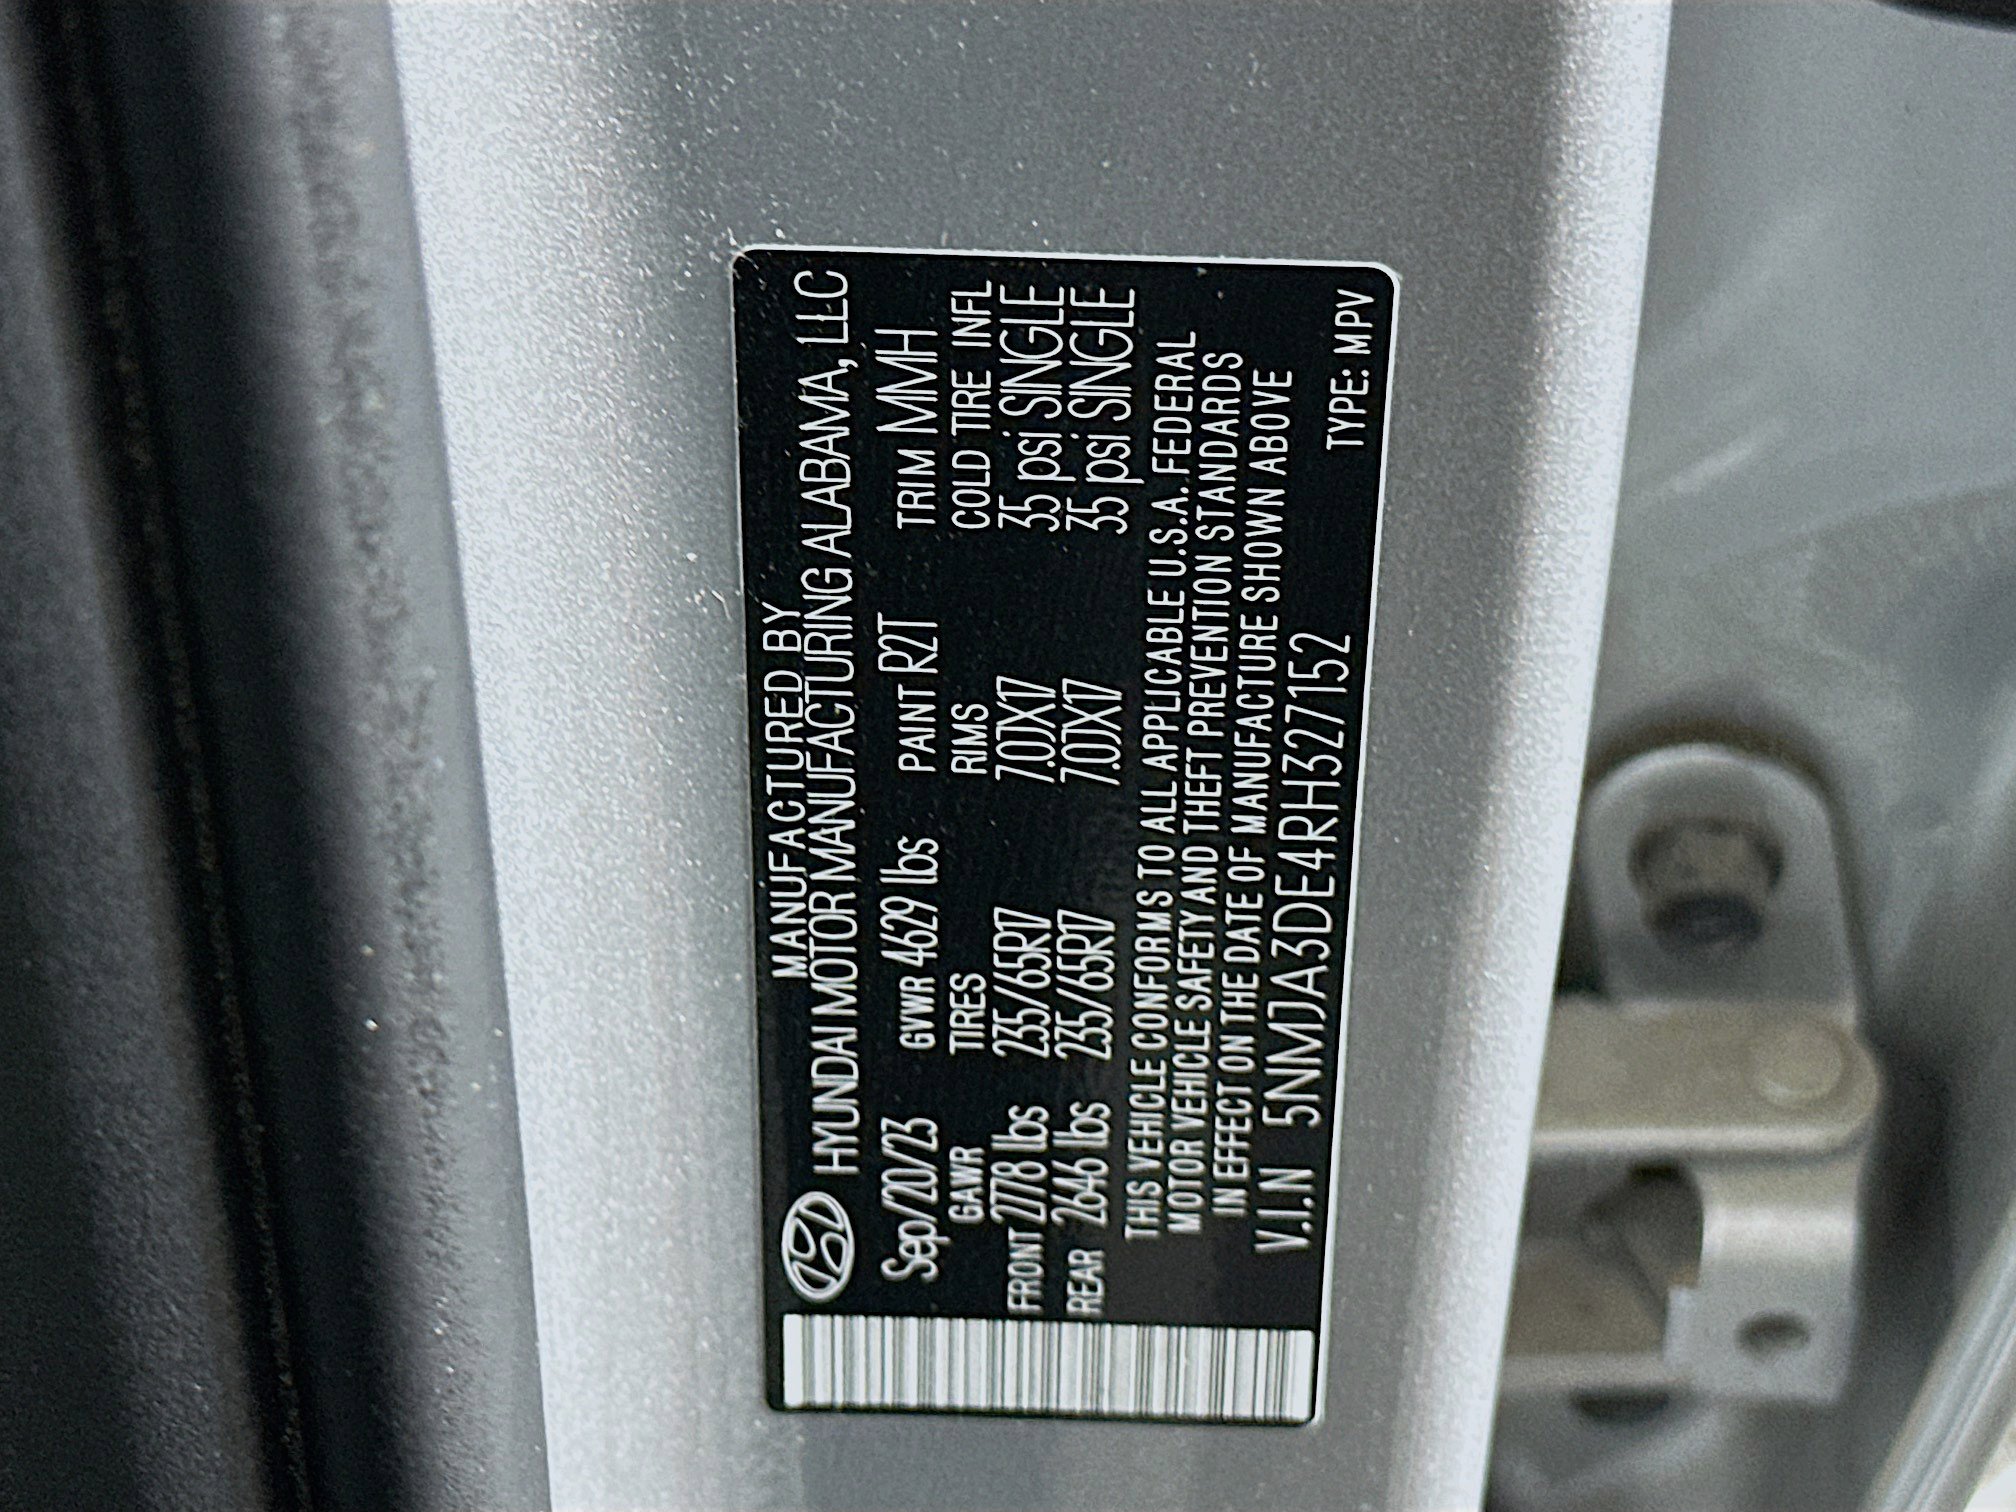 MANUFACTURED BY
HYUNDAI MOTOR MANUFACTURING ALABAMA, LLC
Sep/20/23 GVWR 4629 lbs PAINT R2T TRIM MMH
GAWR TIRES RIMS COLD TIRE INFL
FRONT 2778 lbs 235/65R17 7.0JX17 35 psi SINGLE
REAR 2646 lbs 235/65R17 7.0JX17 35 psi SINGLE
THIS VEHICLE CONFORMS TO ALL APPLICABLE U.S.A. FEDERAL
MOTOR VEHICLE SAFETY AND THEFT PREVENTION STANDARDS
IN EFFECT ON THE DATE OF MANUFACTURE SHOWN ABOVE
V.I.N 5NMJA3DE4RH327152
TYPE: MPV